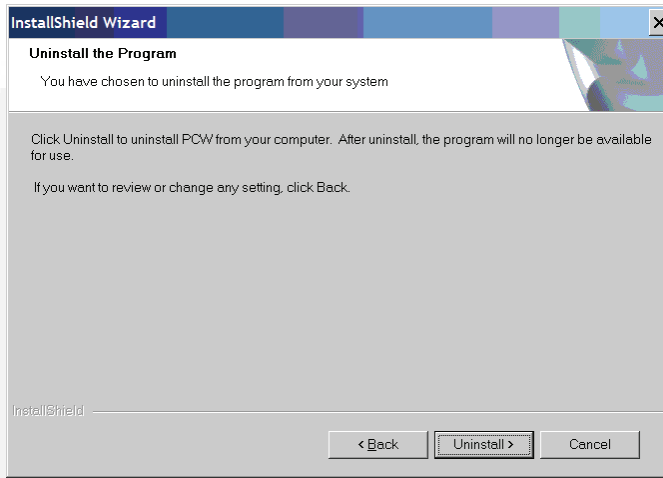 InstallShield Wizard
Uninstall the Program
You have chosen to uninstall the program from your system
Click Uninstall to uninstall PCW from your computer. After uninstall, the program will no longer be available
for use.
If you want to review or change any setting, click Back.
InstallShield
< Back Uninstall > Cancel